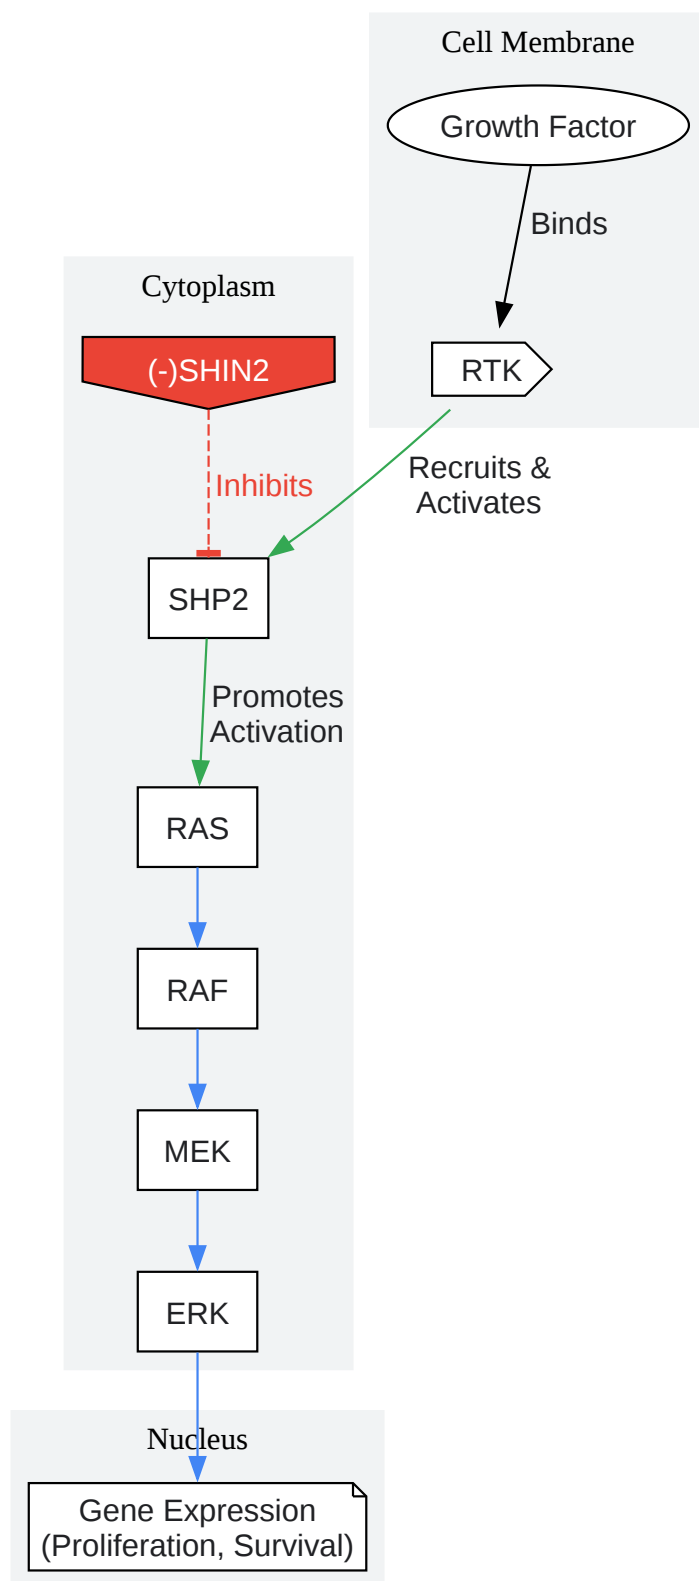 Cell Membrane
Growth Factor
Binds
RTK
Recruits &
Activates
Cytoplasm
(-)SHIN2
Inhibits
SHP2
Promotes
Activation
RAS
RAF
MEK
ERK
Nucleus
Gene Expression
(Proliferation, Survival)